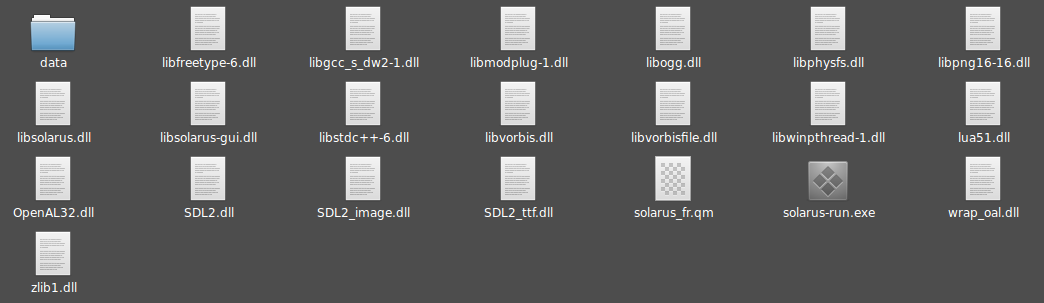 data libfreetype-6.dll libgcc_s_dw2-1.dll libmodplug-1.dll libogg.dll libphysfs.dll libpng16-16.dll
libsolarus.dll libsolarus-gui.dll libstdc++-6.dll libvorbis.dll libvorbisfile.dll libwinpthread-1.dll lua51.dll
OpenAL32.dll SDL2.dll SDL2_image.dll SDL2_ttf.dll solarus_fr.qm solarus-run.exe wrap_oal.dll
zlib1.dll